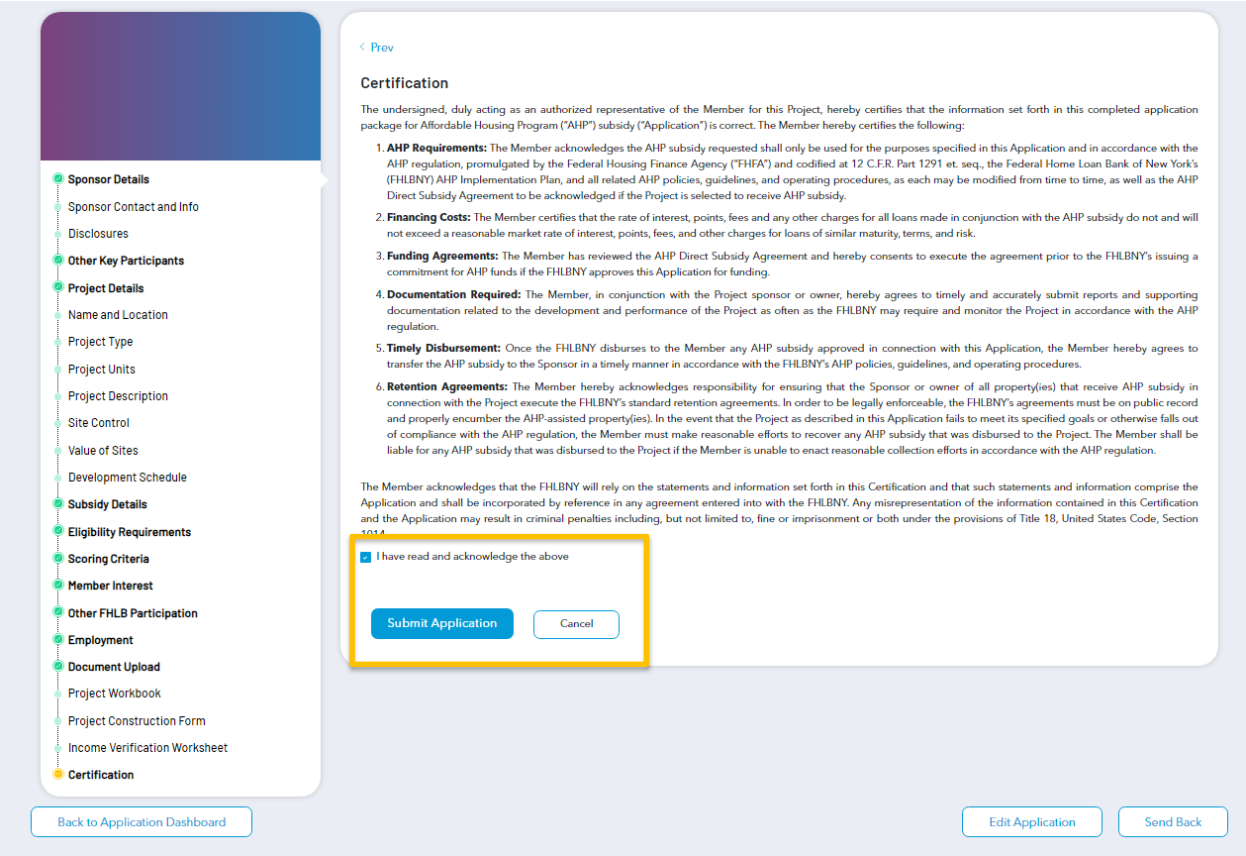 Prev
Certification
The undersigned, duly acting as an authorized representative of the Member for this Project, hereby certifies that the information set forth in this completed application
package for Affordable Housing Program ("AHP") subsidy ("Application") is correct. The Member hereby certifies the following:
1. AHP Requirements: The Member acknowledges the AHP subsidy requested shall only be used for the purposes specified in this Application and in accordance with the
AHP regulation, promulgated by the Federal Housing Finance Agency ("FHFA") and codified at 12 C.F.R. Part 1291 et. seq., the Federal Home Loan Bank of New York's
(FHLBNY) AHP Implementation Plan, and all related AHP policies, guidelines, and operating procedures, as each may be modified from time to time, as well as the AHP
Direct Subsidy Agreement to be acknowledged if the Project is selected to receive AHP subsidy.
2. Financing Costs: The Member certifies that the rate of interest, points, fees and any other charges for all loans made in conjunction with the AHP subsidy do not and will
not exceed a reasonable market rate of interest, points, fees, and other charges for loans of similar maturity, terms, and risk.
3. Funding Agreements: The Member has reviewed the AHP Direct Subsidy Agreement and hereby consents to execute the agreement prior to the FHLBNY's issuing a
commitment for AHP funds if the FHLBNY approves this Application for funding.
4. Documentation Required: The Member, in conjunction with the Project sponsor or owner, hereby agrees to timely and accurately submit reports and supporting
documentation related to the development and performance of the Project as often as the FHLBNY may require and monitor the Project in accordance with the AHP
regulation.
5. Timely Disbursement: Once the FHLBNY disburses to the Member any AHP subsidy approved in connection with this Application, the Member hereby agrees to
transfer the AHP subsidy to the Sponsor in a timely manner in accordance with the FHLBNY's AHP policies, guidelines, and operating procedures.
6. Retention Agreements: The Member hereby acknowledges responsibility for ensuring that the Sponsor or owner of all property(ies) that receive AHP subsidy in
connection with the Project execute the FHLBNY's standard retention agreements. In order to be legally enforceable, the FHLBNY's agreements must be on public record
and properly encumber the AHP-assisted property(ies). In the event that the Project as described in this Application fails to meet its specified goals or otherwise falls out
of compliance with the AHP regulation, the Member must make reasonable efforts to recover any AHP subsidy that was disbursed to the Project. The Member shall be
liable for any AHP subsidy that was disbursed to the Project if the Member is unable to enact reasonable collection efforts in accordance with the AHP regulation.
The Member acknowledges that the FHLBNY will rely on the statements and information set forth in this Certification and that such statements and information comprise the
Application and shall be incorporated by reference in any agreement entered into with the FHLBNY. Any misrepresentation of the information contained in this Certification
and the Application may result in criminal penalties including, but not limited to, fine or imprisonment or both under the provisions of Title 18, United States Code, Section
I have read and acknowledge the above
Submit Application
Cancel
Sponsor Details
Sponsor Contact and Info
Disclosures
Other Key Participants
Project Details
Name and Location
Project Type
Project Units
Project Description
Site Control
Value of Sites
Development Schedule
Subsidy Details
Eligibility Requirements
Scoring Criteria
Member Interest
Other FHLB Participation
Employment
Document Upload
Project Workbook
Project Construction Form
Income Verification Worksheet
Certification
Back to Application Dashboard
Edit Application
Send Back